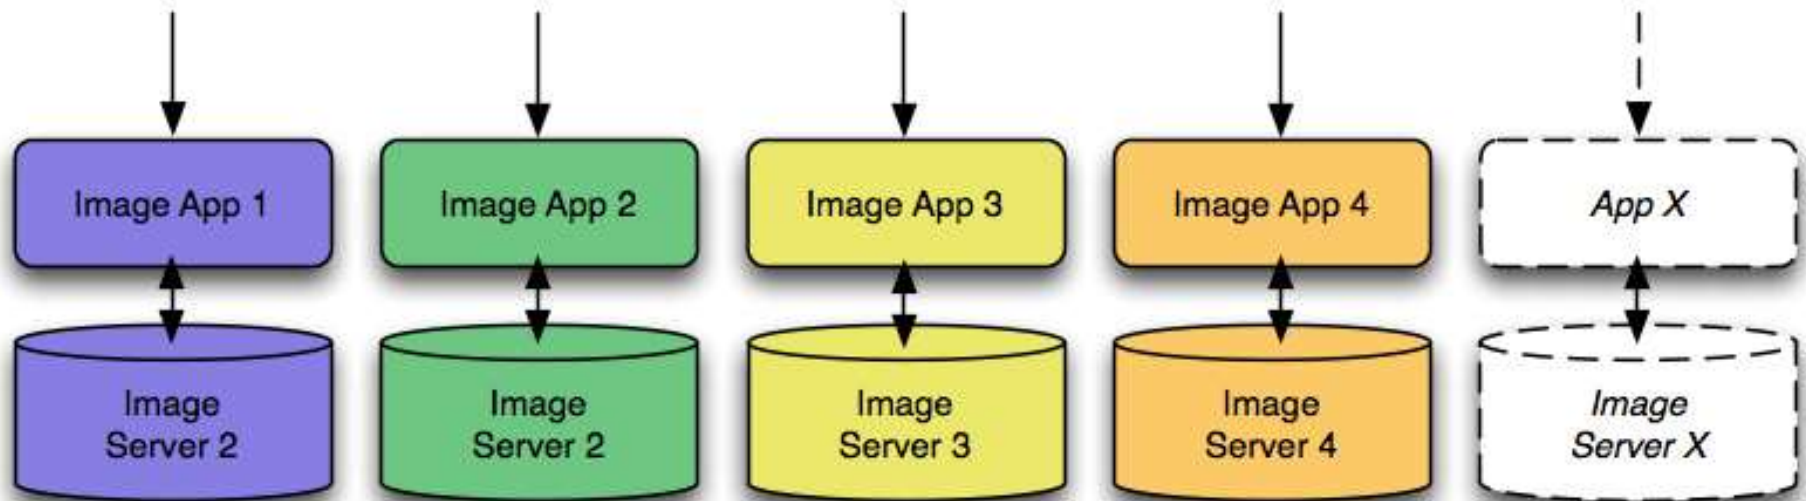 Image App 1
Image App 2
Image App 3
Image App 4
App X
Image
Server 2
Image
Server 2
Image
Server 3
Image
Server 4
Image
Server X